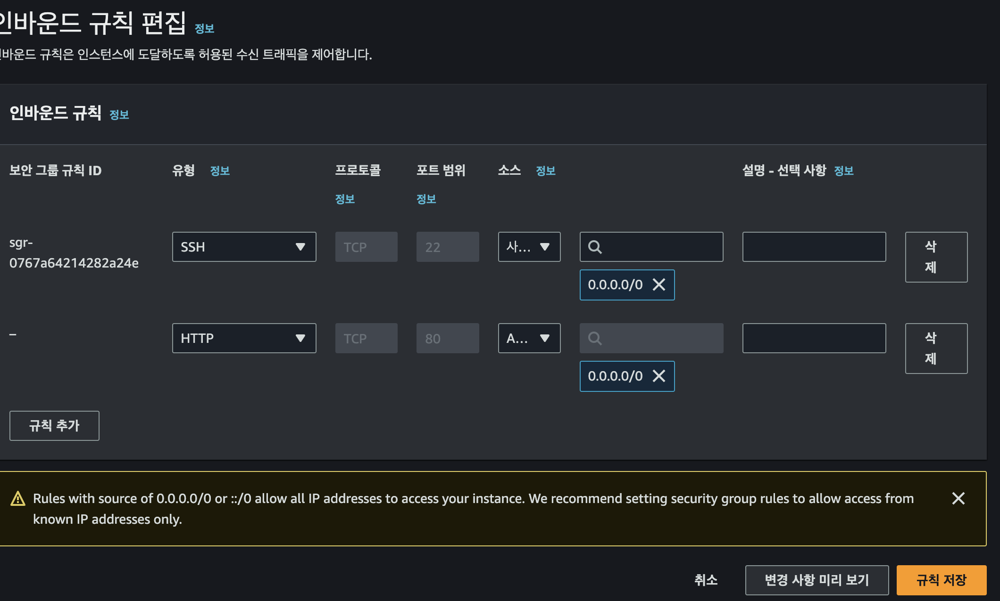 인바운드 규칙 편집 정보
인바운드 규칙은 인스턴스에 도달하도록 허용된 수신 트래픽을 제어합니다.
인바운드 규칙 정보
보안 그룹 규칙 ID 유형 정보 프로토콜 정보 포트 범위 정보 소스 정보 설명 - 선택 사항 정보
sgr-
0767a64214282a24e
SSH TCP 22 사... 삭
제
0.0.0.0/0
–
HTTP TCP 80 A... 삭
제
0.0.0.0/0
규칙 추가
Rules with source of 0.0.0.0/0 or ::/0 allow all IP addresses to access your instance. We recommend setting security group rules to allow access from
known IP addresses only.
취소 변경 사항 미리 보기 규칙 저장